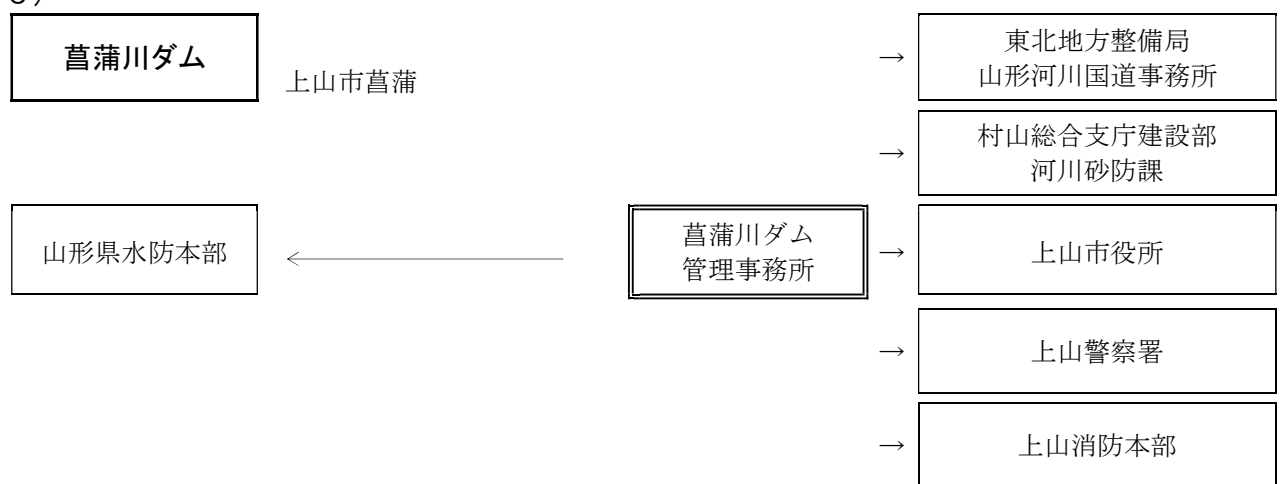 菖蒲川ダム
上山市菖蒲
→
東北地方整備局
山形河川国道事務所
→
村山総合支庁建設部
河川砂防課
山形県水防本部
←
菖蒲川ダム
管理事務所
→
上山市役所
→
上山警察署
→
上山消防本部